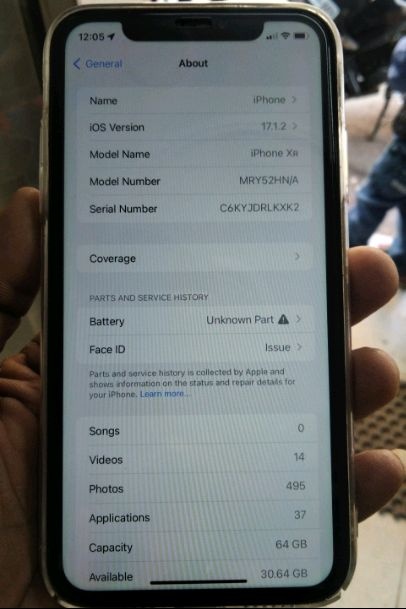 12:05
General About
Name iPhone
iOS Version 17.1.2
Model Name iPhone XR
Model Number MRY52HN/A
Serial Number C6KYJDRLKXK2
Coverage
PARTS AND SERVICE HISTORY
Battery Unknown Part
Face ID Issue
Parts and service history is collected by Apple and
shows information on the status and repair details for
your iPhone. Learn more...
Songs 0
Videos 14
Photos 495
Applications 37
Capacity 64 GB
Available 30.64 GB